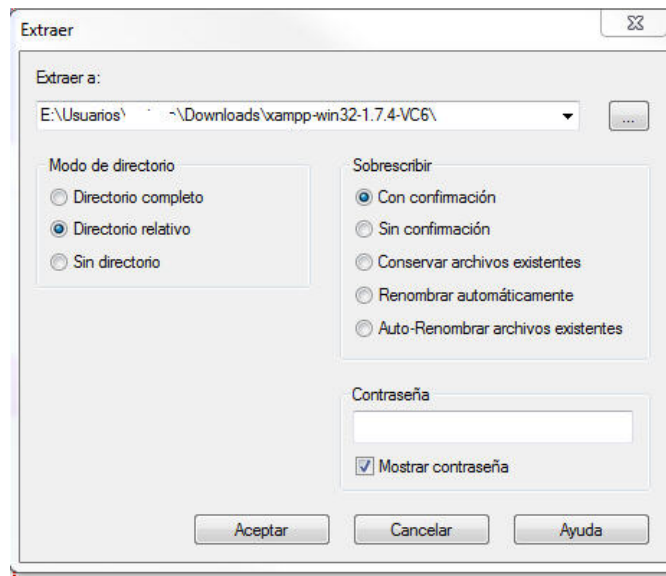 Extraer
Extraer a:
E:\Usuarios\ \Downloads\xampp-win32-1.7.4-VC6\
...
Modo de directorio
Directorio completo
Directorio relativo
Sin directorio
Sobrescribir
Con confirmación
Sin confirmación
Conservar archivos existentes
Renombrar automáticamente
Auto-Renombrar archivos existentes
Contraseña
Mostrar contraseña
Aceptar
Cancelar
Ayuda